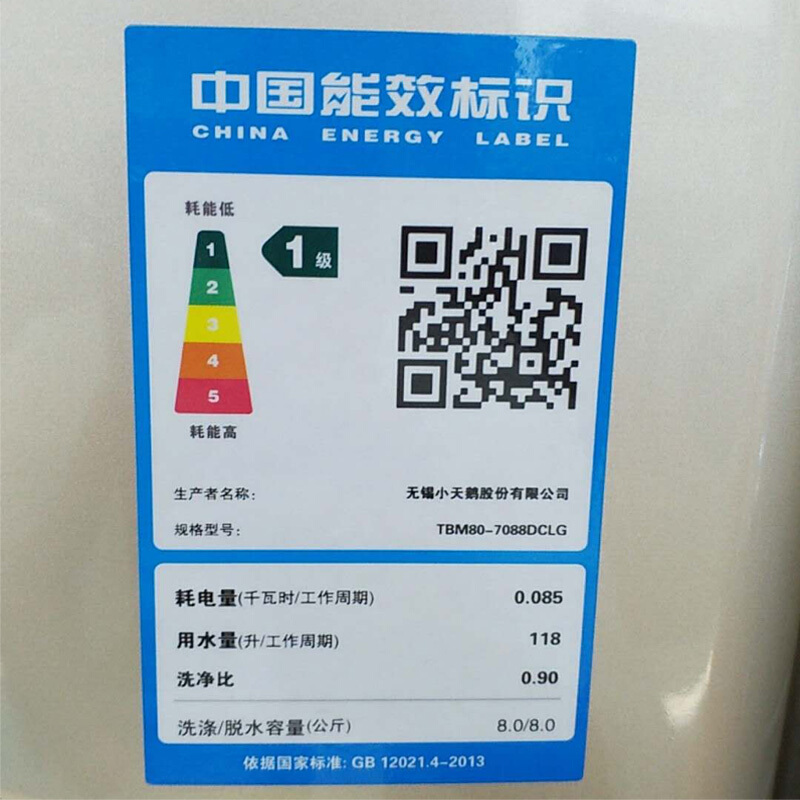 中国能效标识
CHINA ENERGY LABEL
耗能低
1
2
3
4
5
耗能高
1级
生产者名称: 无锡小天鹅股份有限公司
规格型号: TBM80-7088DCLG
耗电量(千瓦时/工作周期) 0.085
用水量(升/工作周期) 118
洗净比 0.90
洗涤/脱水容量(公斤) 8.0/8.0
依据国家标准: GB 12021.4-2013